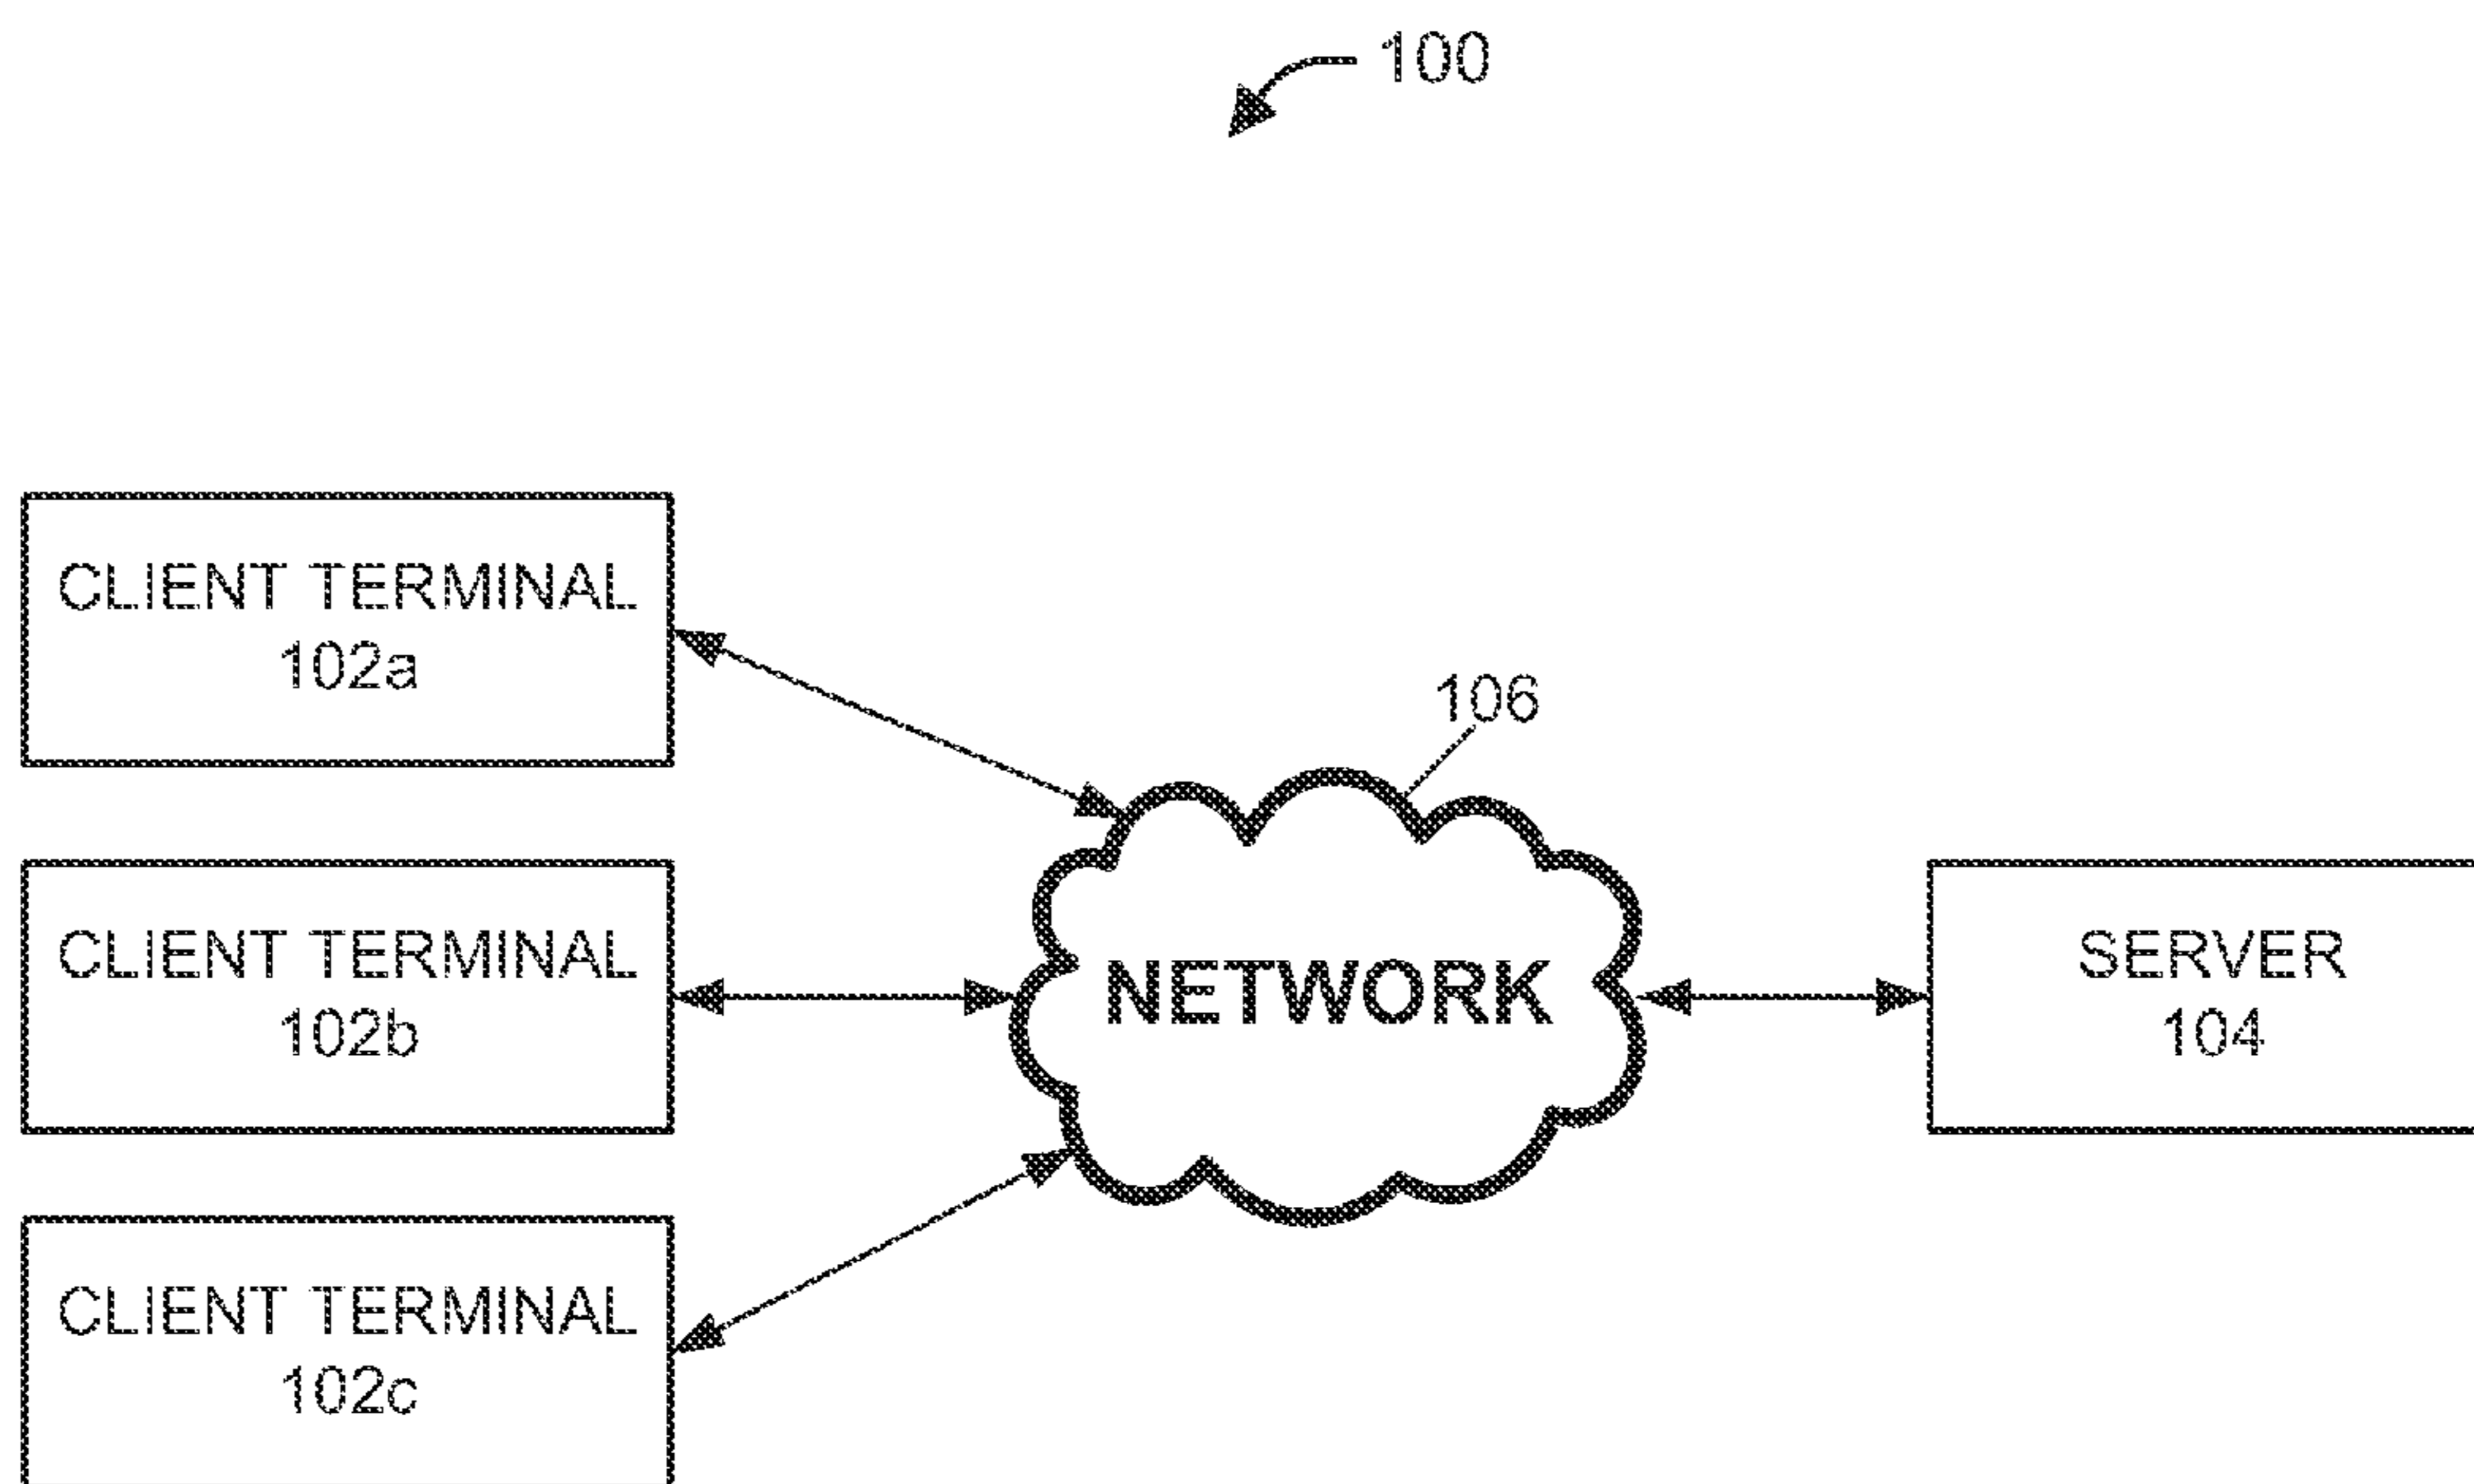 100
CLIENT TERMINAL
102a
106
CLIENT TERMINAL
102b
NETWORK
SERVER
104
CLIENT TERMINAL
102c